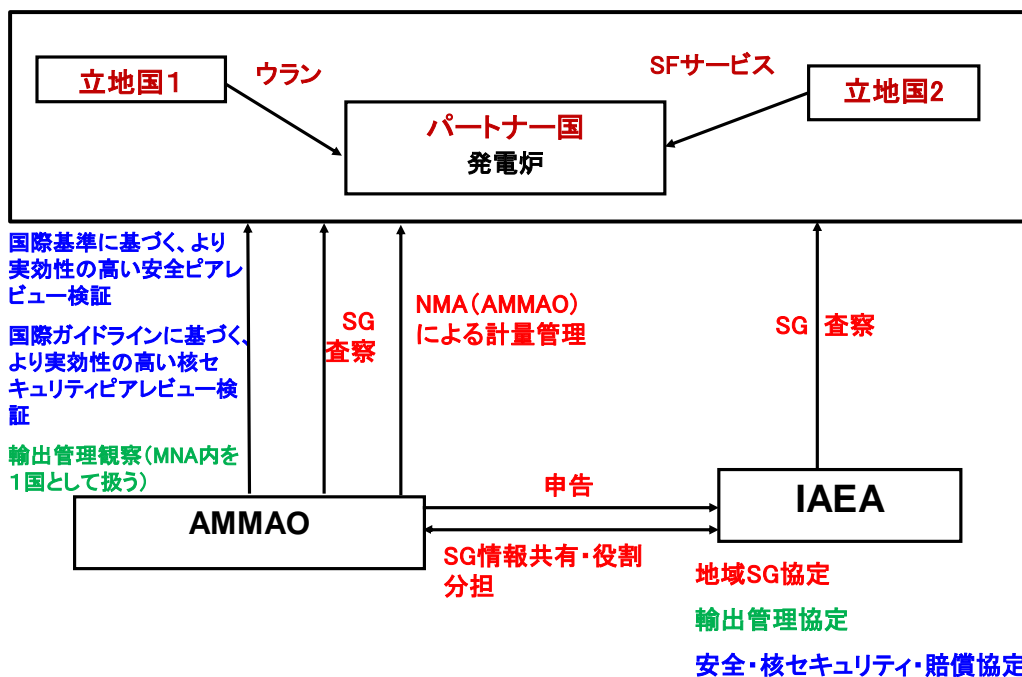 立地国1
ウラン
SFサービス
立地国2
パートナー国
発電炉
国際基準に基づく、より
実効性の高い安全ピアレ
ビュー検証
国際ガイドラインに基づく、
より実効性の高い核セ
キュリティピアレビュー検
証
輸出管理観察(MNA内を
1国として扱う)
SG
査察
NMA(AMMAO)
による計量管理
SG 査察
AMMAO
申告
SG情報共有・役割
分担
IAEA
地域SG協定
輸出管理協定
安全・核セキュリティ・賠償協定